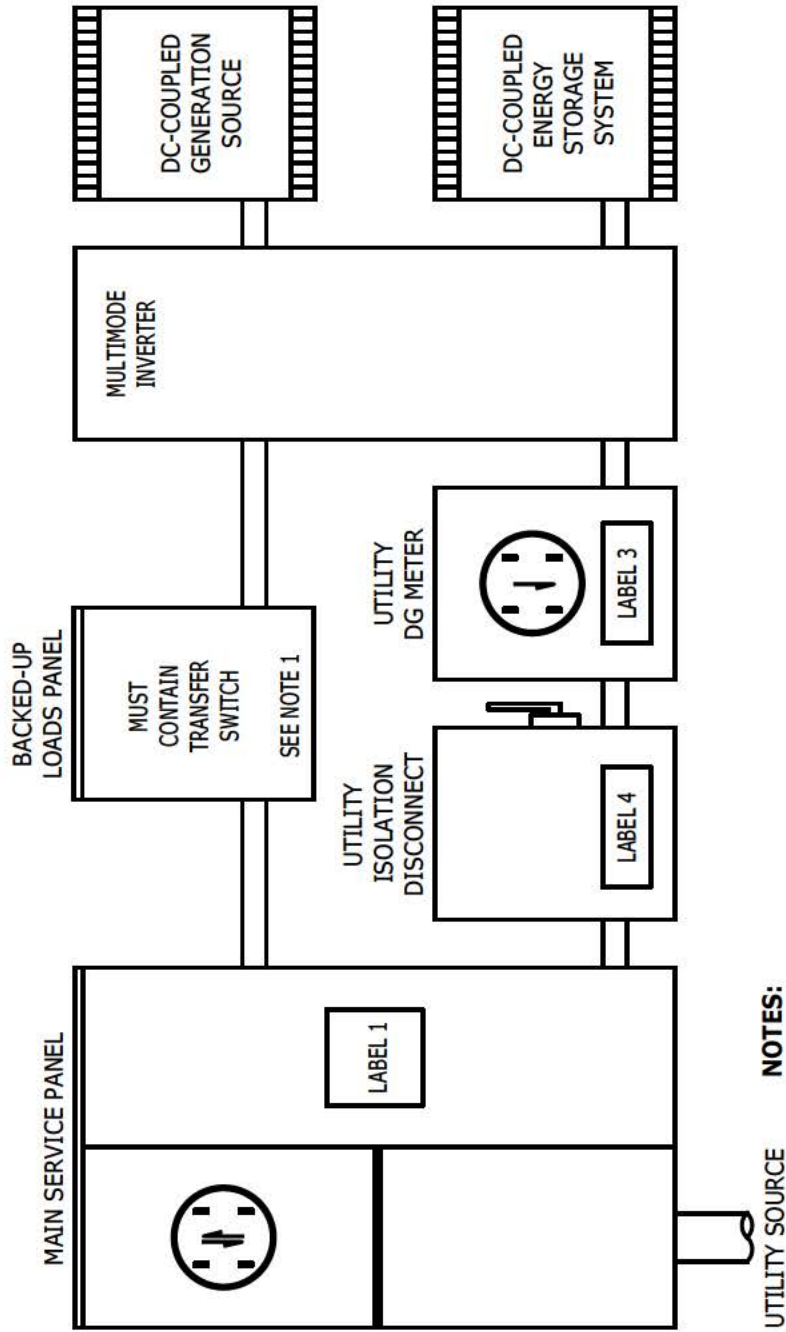 MAIN SERVICE PANEL
LABEL 1
UTILITY SOURCE
NOTES:
BACKED-UP
LOADS PANEL
MUST
CONTAIN
TRANSFER
SWITCH
SEE NOTE 1
UTILITY
ISOLATION
DISCONNECT
LABEL 4
UTILITY
DG METER
LABEL 3
MULTIMODE
INVERTER
DC-COUPLED
GENERATION
SOURCE
DC-COUPLED
ENERGY
STORAGE
SYSTEM